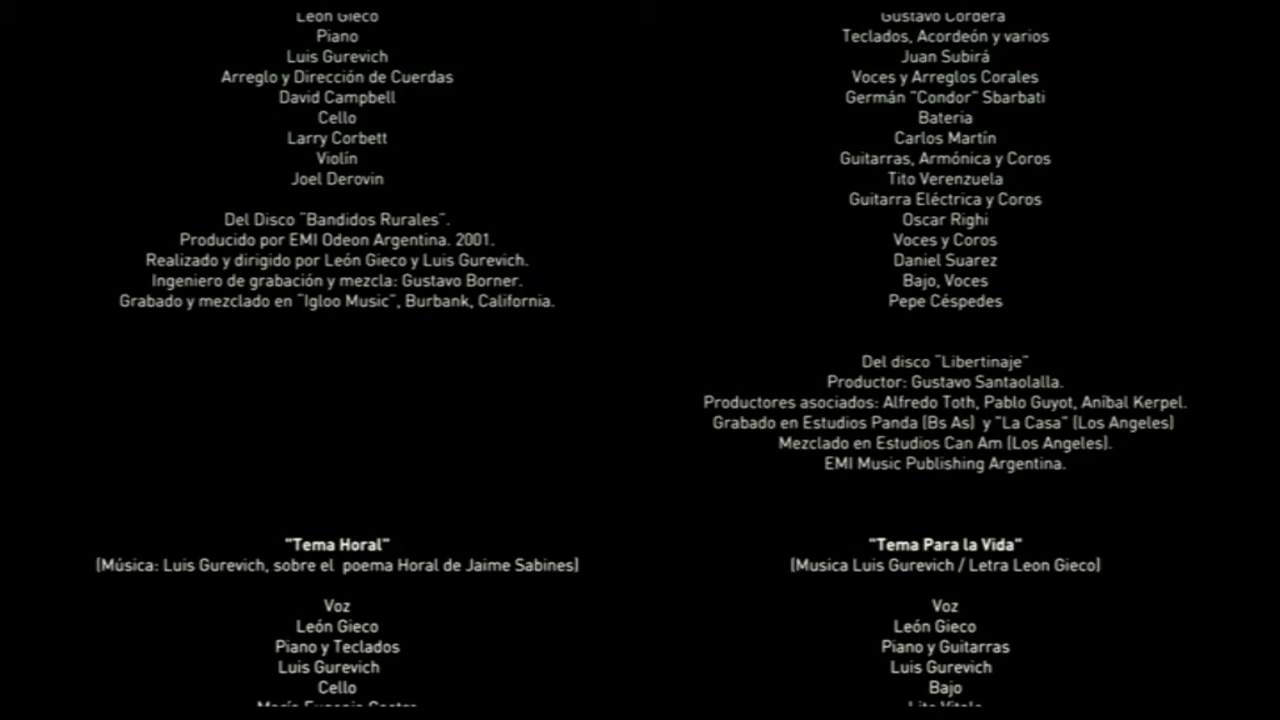 León Gieco
Piano
Luis Gurevich
Arreglo y Dirección de Cuerdas
David Campbell
Cello
Larry Corbett
Violín
Joel Derovin
Del Disco "Bandidos Rurales".
Producido por EMI Odeon Argentina. 2001.
Realizado y dirigido por León Gieco y Luis Gurevich.
Ingeniero de grabación y mezcla: Gustavo Borner.
Grabado y mezclado en "Igloo Music", Burbank, California.
"Tema Horal"
(Música: Luis Gurevich, sobre el poema Horal de Jaime Sabines)
Voz
León Gieco
Piano y Teclados
Luis Gurevich
Cello
María Eugenia Castro
Gustavo Cordera
Teclados, Acordeón y varios
Juan Subirá
Voces y Arreglos Corales
Germán "Condor" Sbarbati
Bateria
Carlos Martín
Guitarras, Armónica y Coros
Tito Verenzuela
Guitarra Eléctrica y Coros
Oscar Righi
Voces y Coros
Daniel Suarez
Bajo, Voces
Pepe Céspedes
Del disco "Libertinaje"
Productor: Gustavo Santaolalla.
Productores asociados: Alfredo Toth, Pablo Guyot, Aníbal Kerpel.
Grabado en Estudios Panda (Bs As) y "La Casa" (Los Angeles)
Mezclado en Estudios Can Am (Los Angeles).
EMI Music Publishing Argentina.
"Tema Para la Vida"
(Musica Luis Gurevich / Letra Leon Gieco)
Voz
León Gieco
Piano y Guitarras
Luis Gurevich
Bajo
Lito Vitale